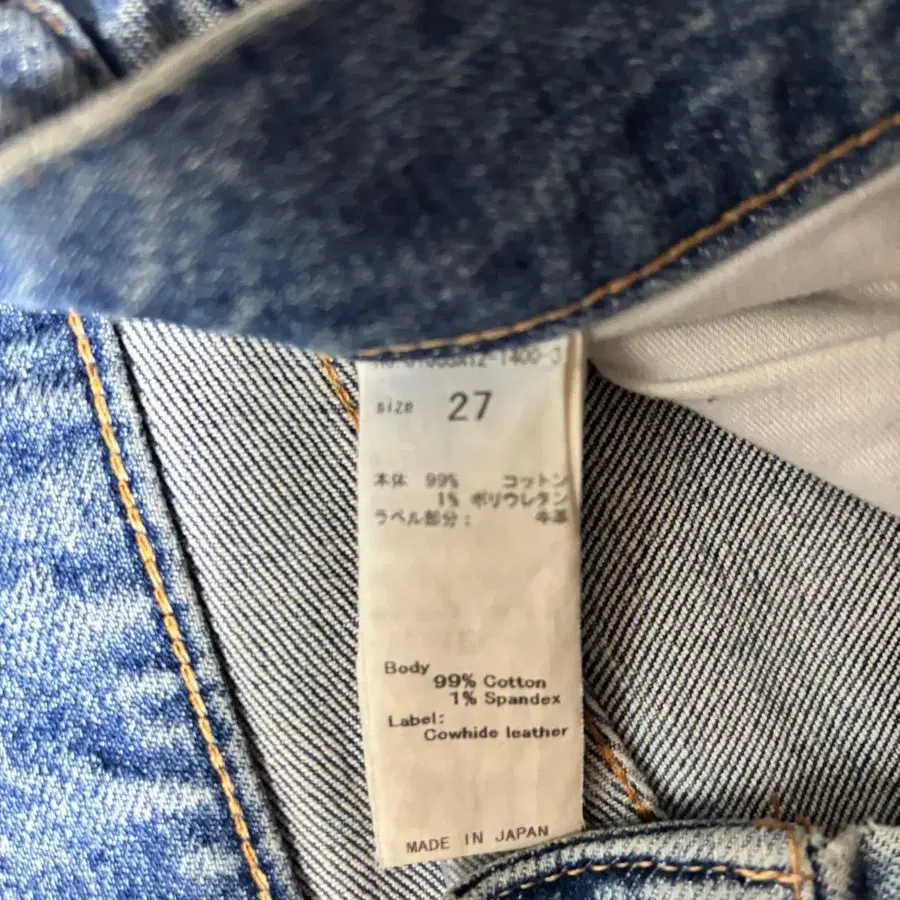 size 27
本体 99% コットン
1% ポリウレタン
ラベル部分: 牛革
Body
99% Cotton
1% Spandex
Label:
Cowhide leather
MADE IN JAPAN